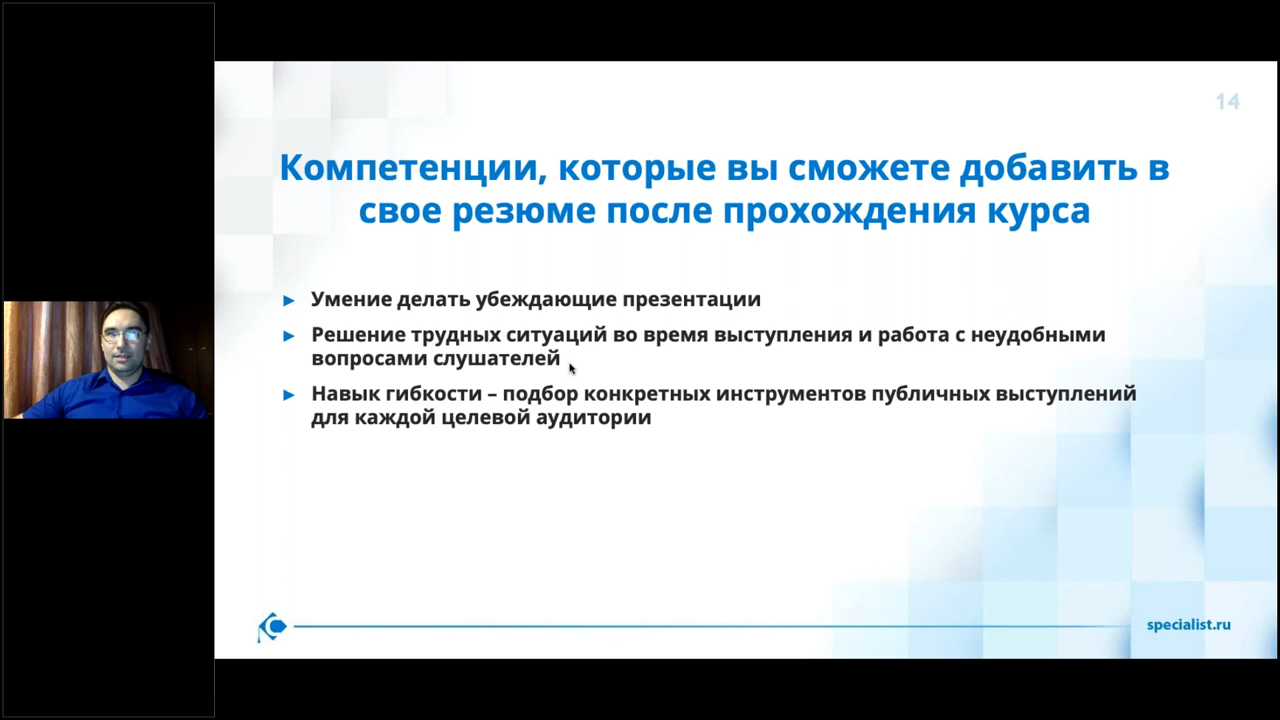 14
Компетенции, которые вы сможете добавить в
свое резюме после прохождения курса
► Умение делать убеждающие презентации
► Решение трудных ситуаций во время выступления и работа с неудобными
вопросами слушателей
► Навык гибкости – подбор конкретных инструментов публичных выступлений
для каждой целевой аудитории
specialist.ru